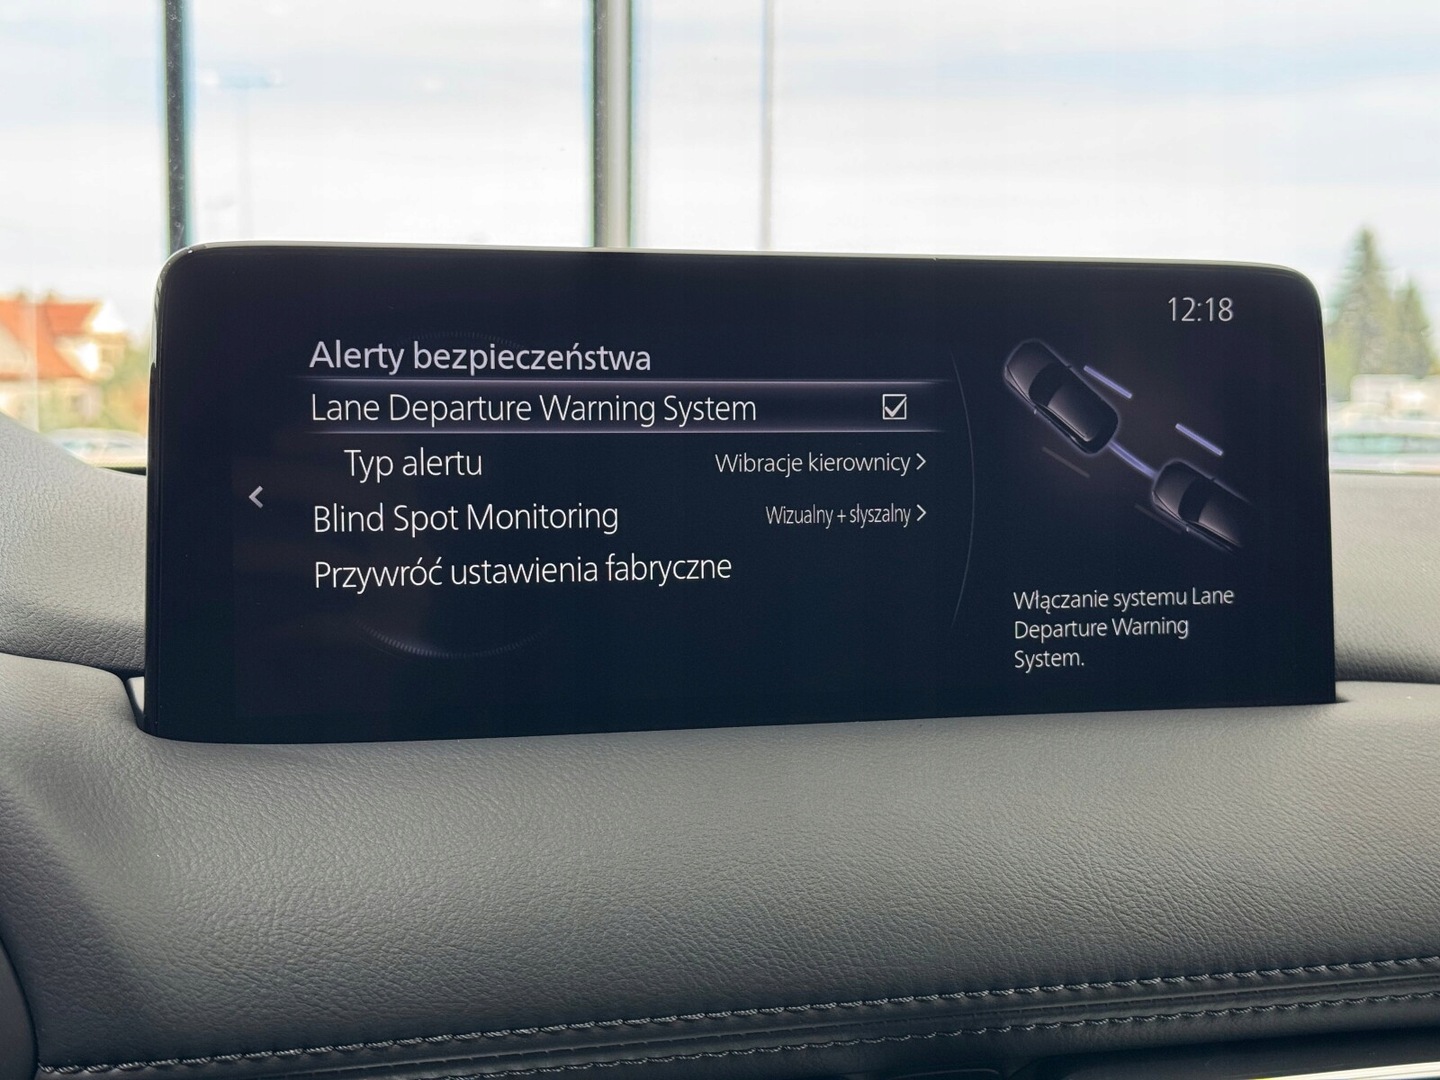 12:18
Alerty bezpieczeństwa
Lane Departure Warning System
Typ alertu Wibracje kierownicy >
Blind Spot Monitoring Wizualny + słyszalny >
Przywróć ustawienia fabryczne
Włączanie systemu Lane
Departure Warning
System.